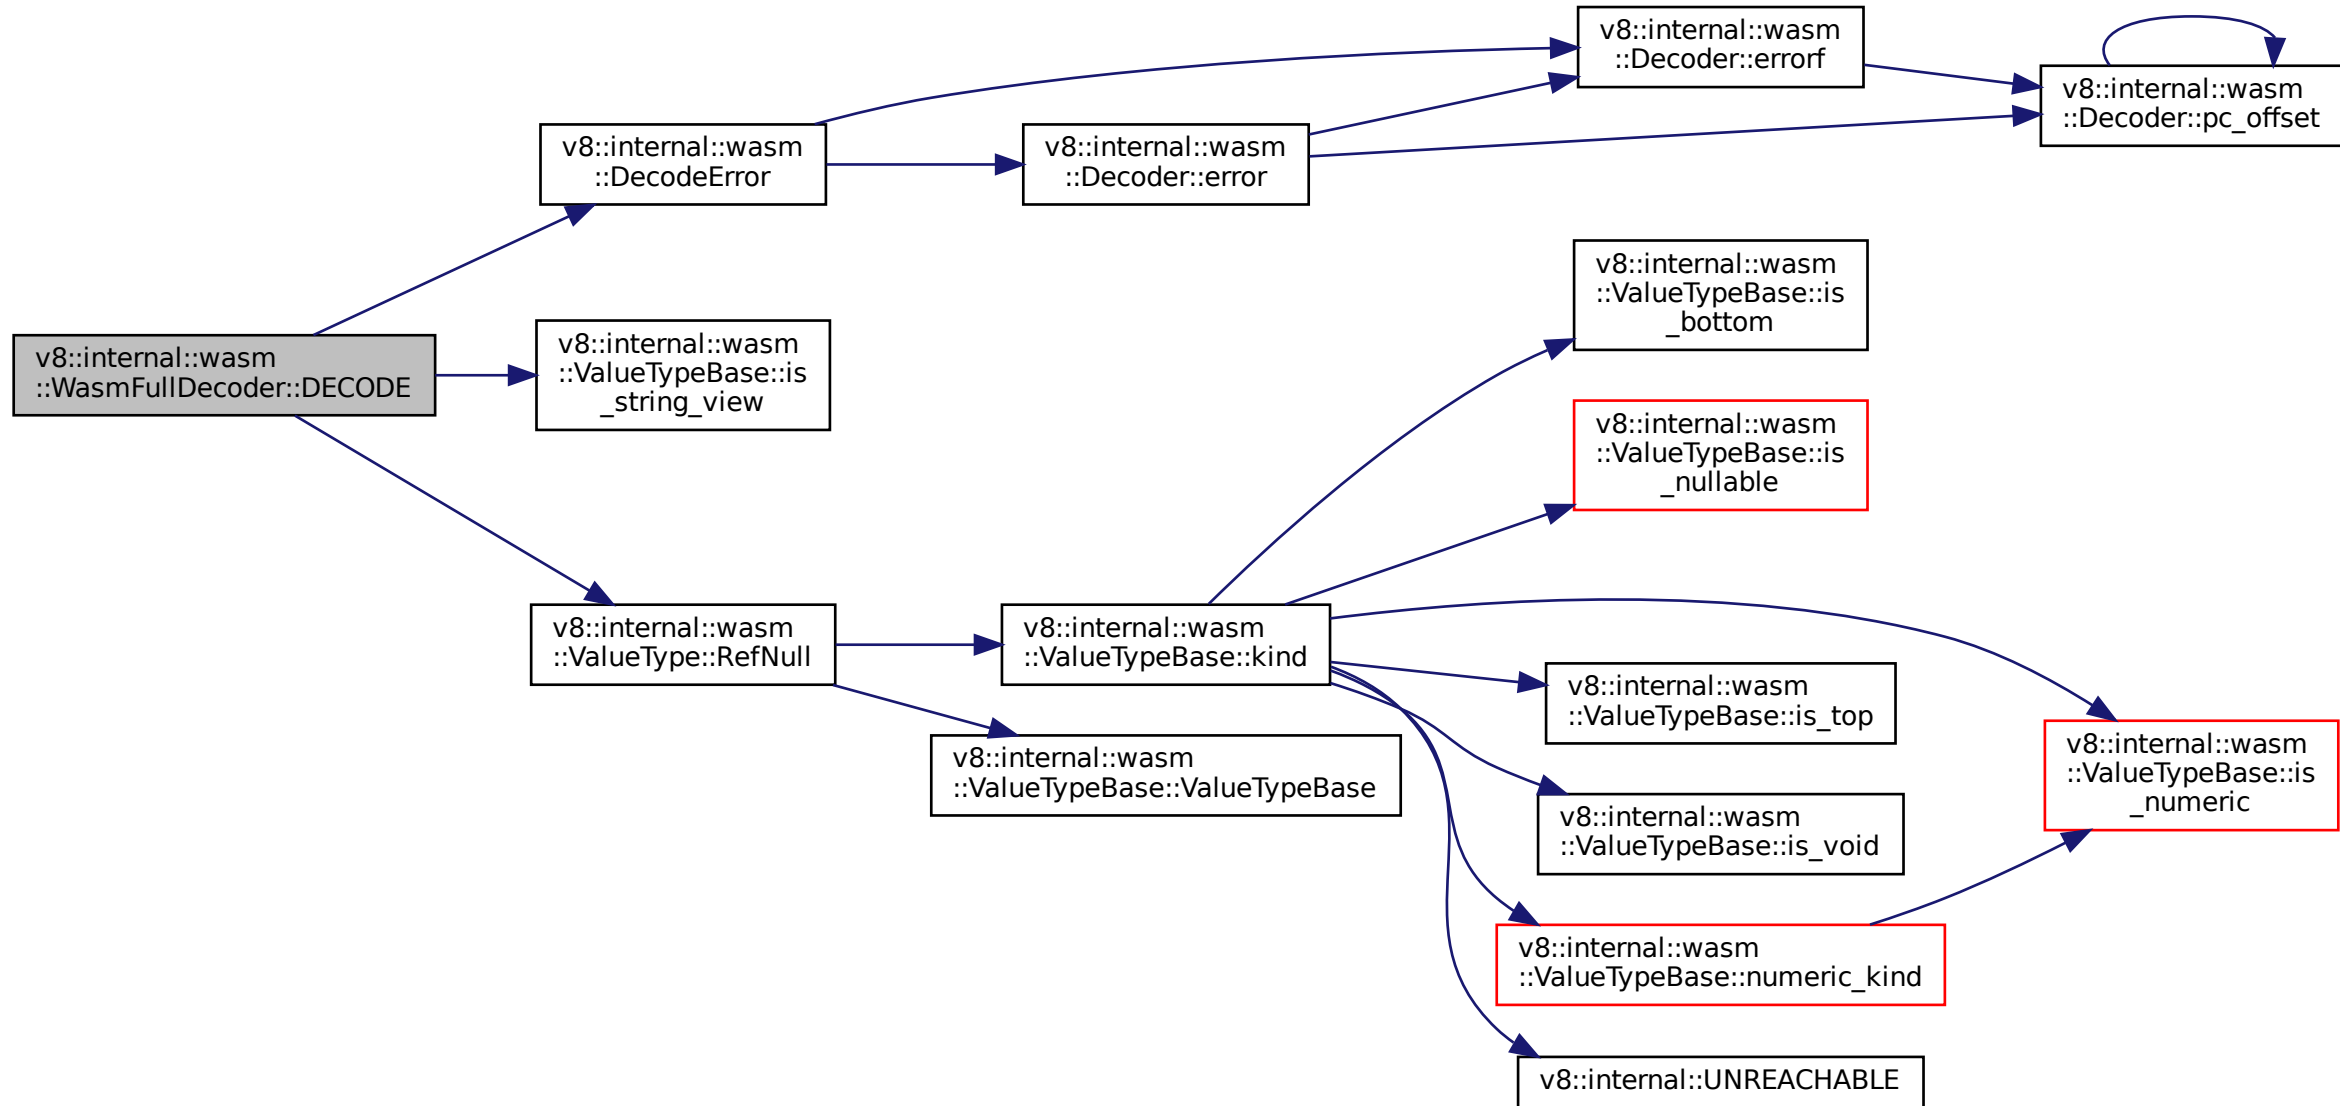 v8::internal::wasm
::WasmFullDecoder::DECODE
v8::internal::wasm
::DecodeError
v8::internal::wasm
::ValueTypeBase::is
_string_view
v8::internal::wasm
::ValueType::RefNull
v8::internal::wasm
::Decoder::error
v8::internal::wasm
::ValueTypeBase::kind
v8::internal::wasm
::ValueTypeBase::ValueTypeBase
v8::internal::wasm
::Decoder::errorf
v8::internal::wasm
::ValueTypeBase::is
_bottom
v8::internal::wasm
::ValueTypeBase::is
_nullable
v8::internal::wasm
::ValueTypeBase::is_top
v8::internal::wasm
::ValueTypeBase::is_void
v8::internal::wasm
::ValueTypeBase::numeric_kind
v8::internal::UNREACHABLE
v8::internal::wasm
::Decoder::pc_offset
v8::internal::wasm
::ValueTypeBase::is
_numeric